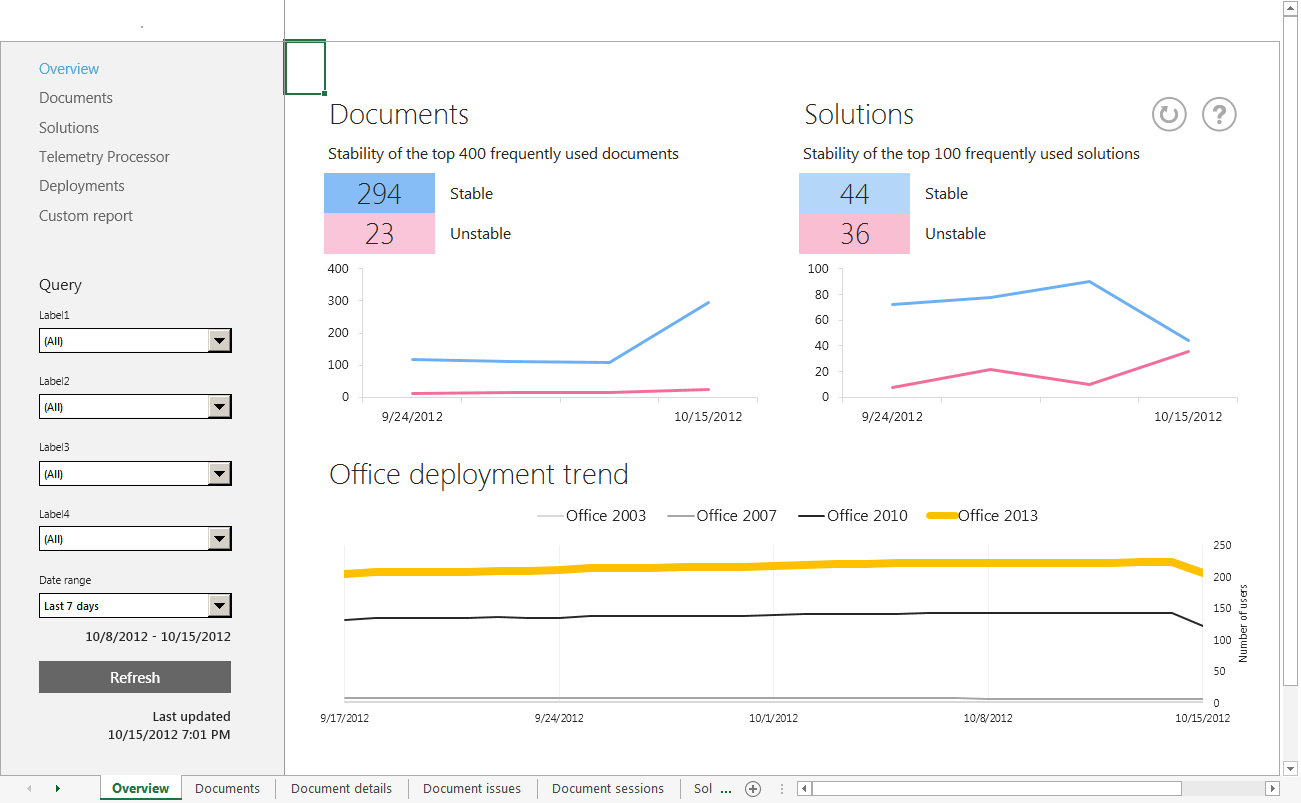 Overview
Documents
Solutions
Telemetry Processor
Deployments
Custom report
Query
Label1
(All)
Label2
(All)
Label3
(All)
Label4
(All)
Date range
Last 7 days
10/8/2012 - 10/15/2012
Refresh
Last updated
10/15/2012 7:01 PM
Documents
Stability of the top 400 frequently used documents
294 Stable
23 Unstable
400
300
200
100
0
9/24/2012 10/15/2012
Solutions
?
Stability of the top 100 frequently used solutions
44 Stable
36 Unstable
100
80
60
40
20
0
9/24/2012 10/15/2012
Office deployment trend
Office 2003 Office 2007 Office 2010 Office 2013
250
200
150
100
50
0
Number of users
9/17/2012 9/24/2012 10/1/2012 10/8/2012 10/15/2012
Overview Documents Document details Document issues Document sessions Sol ...